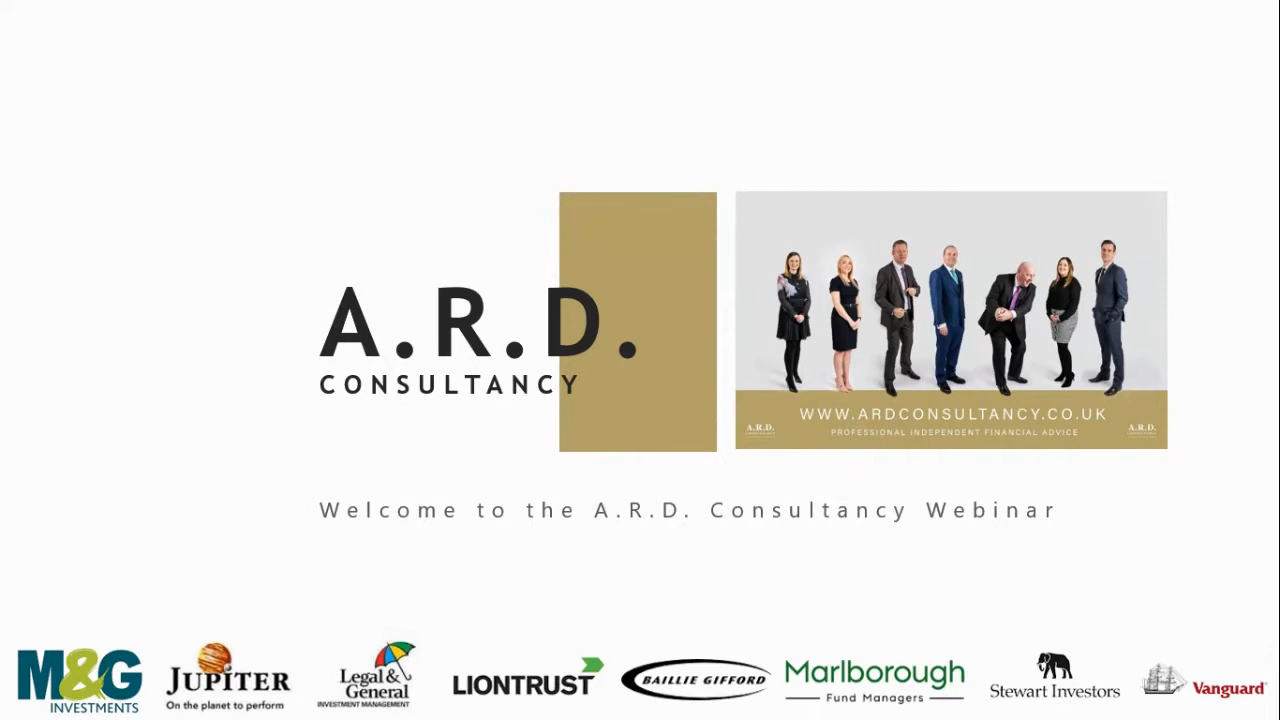 A.R.D.
CONSULTANCY
WWW.ARDCONSULTANCY.CO.UK
PROFESSIONAL INDEPENDENT FINANCIAL ADVICE
A.R.D.
A.R.D.
Welcome to the A.R.D. Consultancy Webinar
M&G
INVESTMENTS
JUPITER
On the planet to perform
Legal &
General
INVESTMENT MANAGEMENT
LIONTRUST
BAILLIE GIFFORD
Marlborough
Fund Managers
Stewart Investors
Vanguard